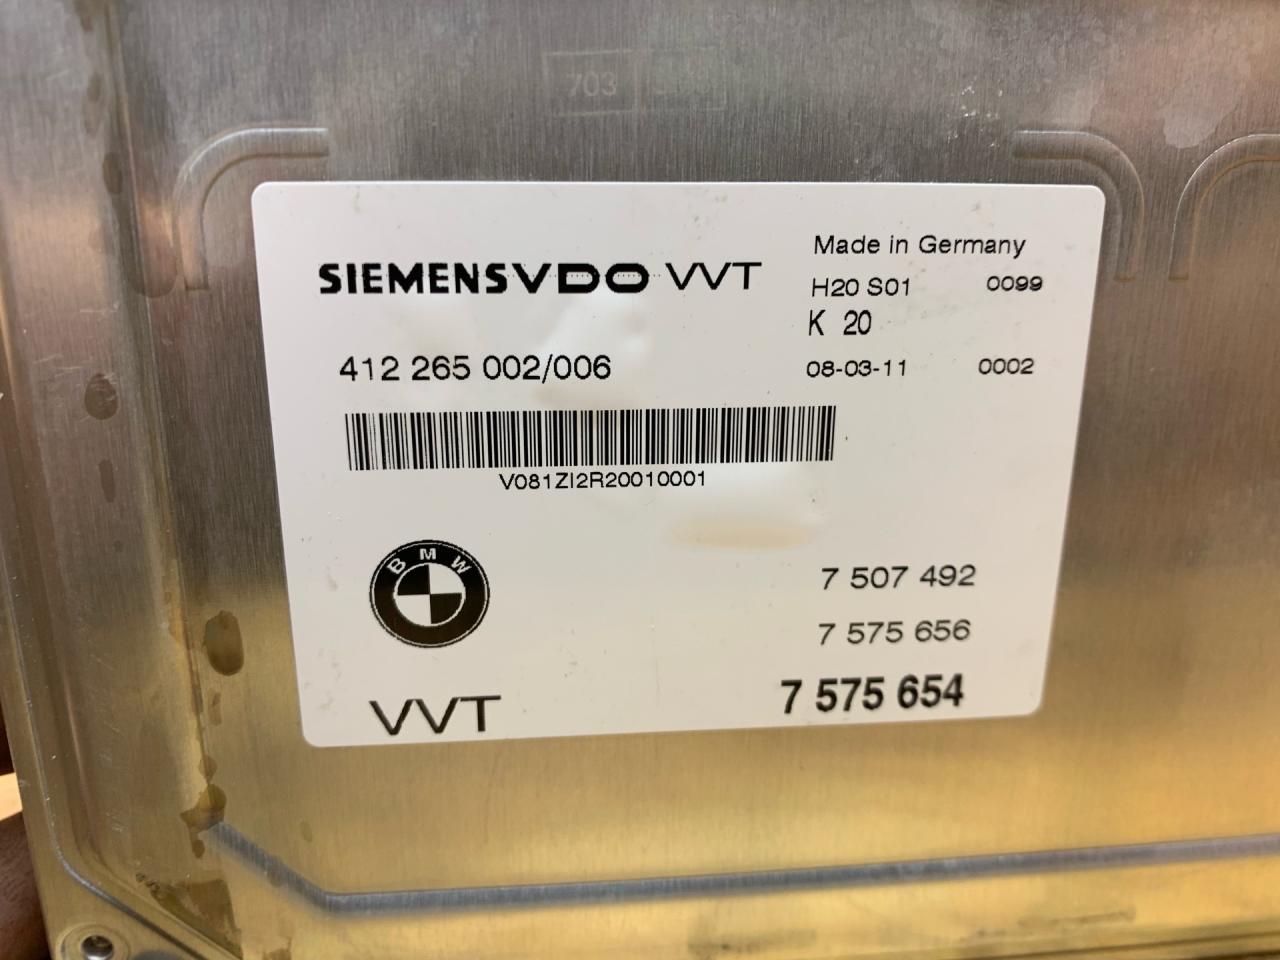 703
SIEMENSVDO VVT
Made in Germany
H20 S01 0099
K 20
412 265 002/006
08-03-11 0002
V081ZI2R20010001
BMW
7 507 492
7 575 656
VVT
7 575 654